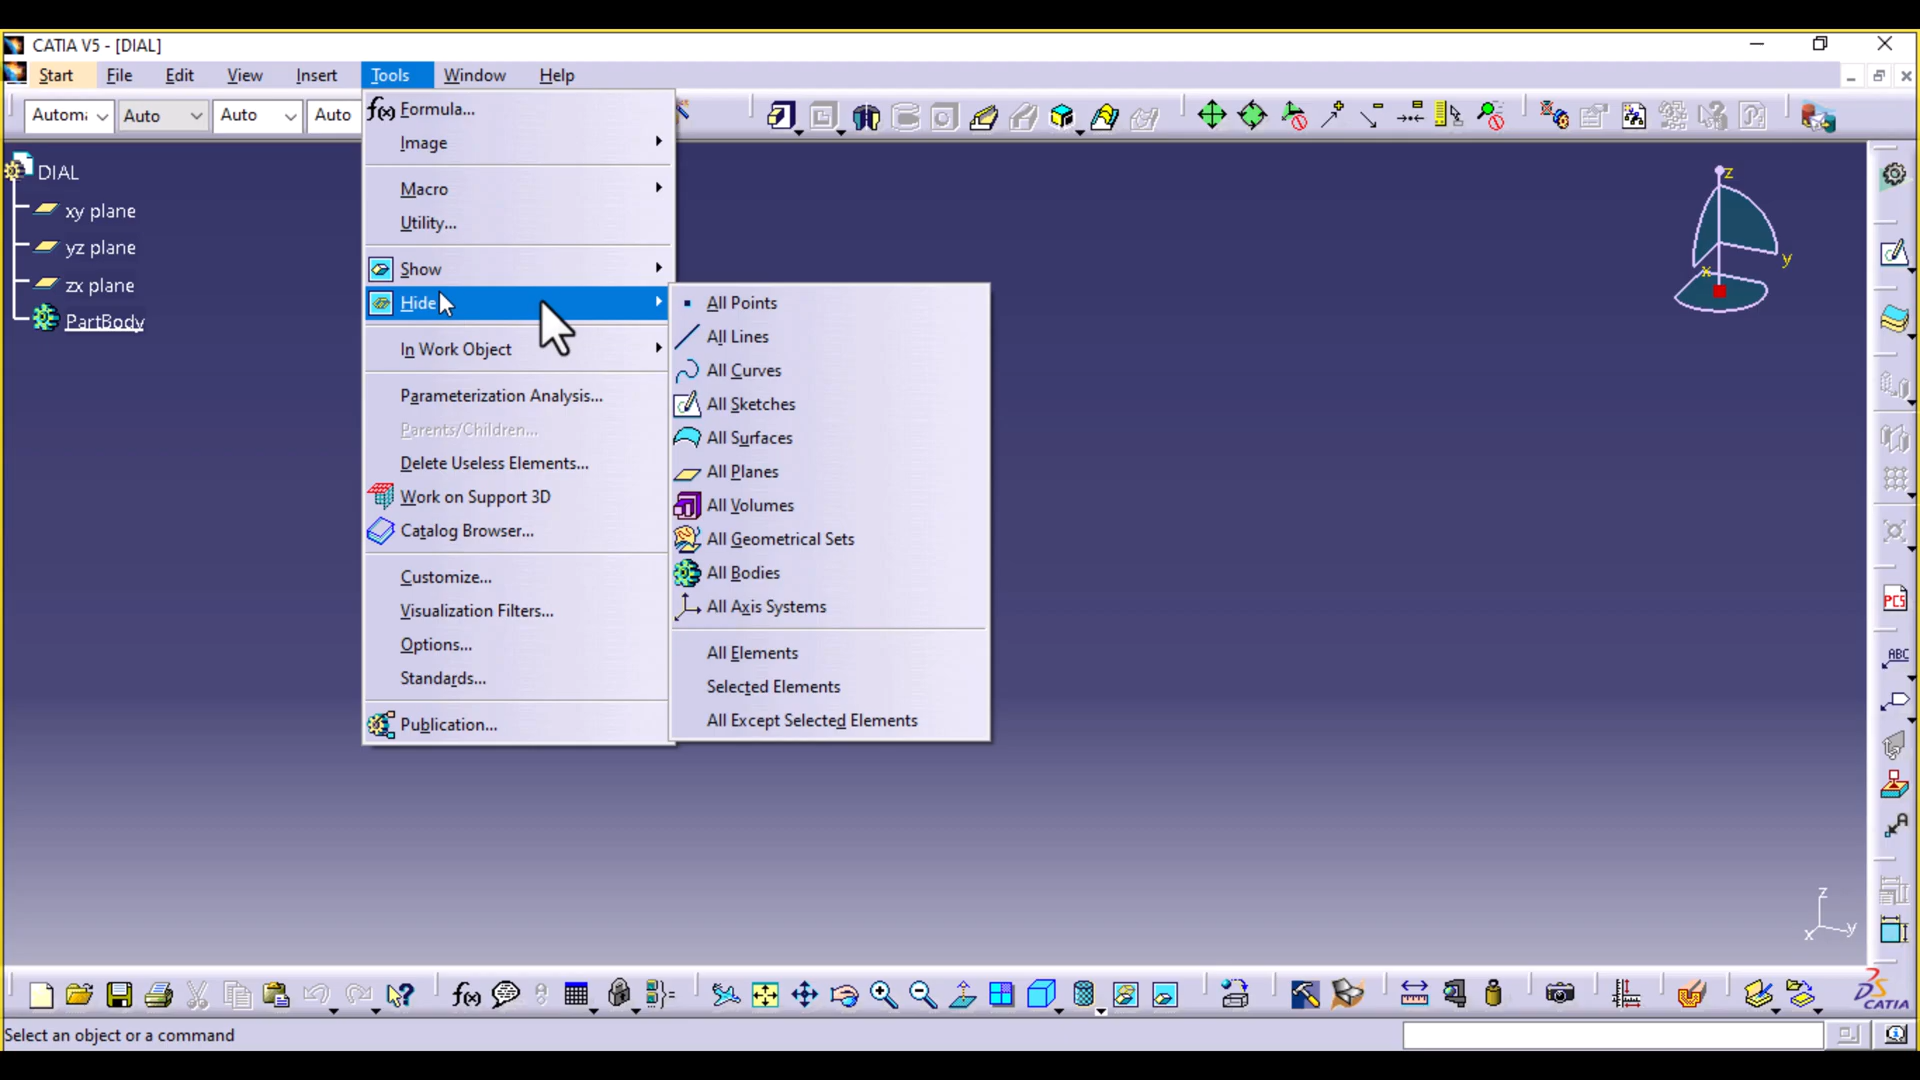 CATIA V5 - [DIAL]
Start File Edit View Insert Tools Window Help
Automa Auto Auto Auto
DIAL
xy plane
yz plane
zx plane
PartBody
f(x) Formula...
Image
Macro
Utility...
Show
Hide
In Work Object
Parameterization Analysis...
Parents/Children...
Delete Useless Elements...
Work on Support 3D
Catalog Browser...
Customize...
Visualization Filters...
Options...
Standards...
Publication...
All Points
All Lines
All Curves
All Sketches
All Surfaces
All Planes
All Volumes
All Geometrical Sets
All Bodies
All Axis Systems
All Elements
Selected Elements
All Except Selected Elements
z
y
x
PCS
ABC
A
z
y
x
f(x)
CATIA
Select an object or a command